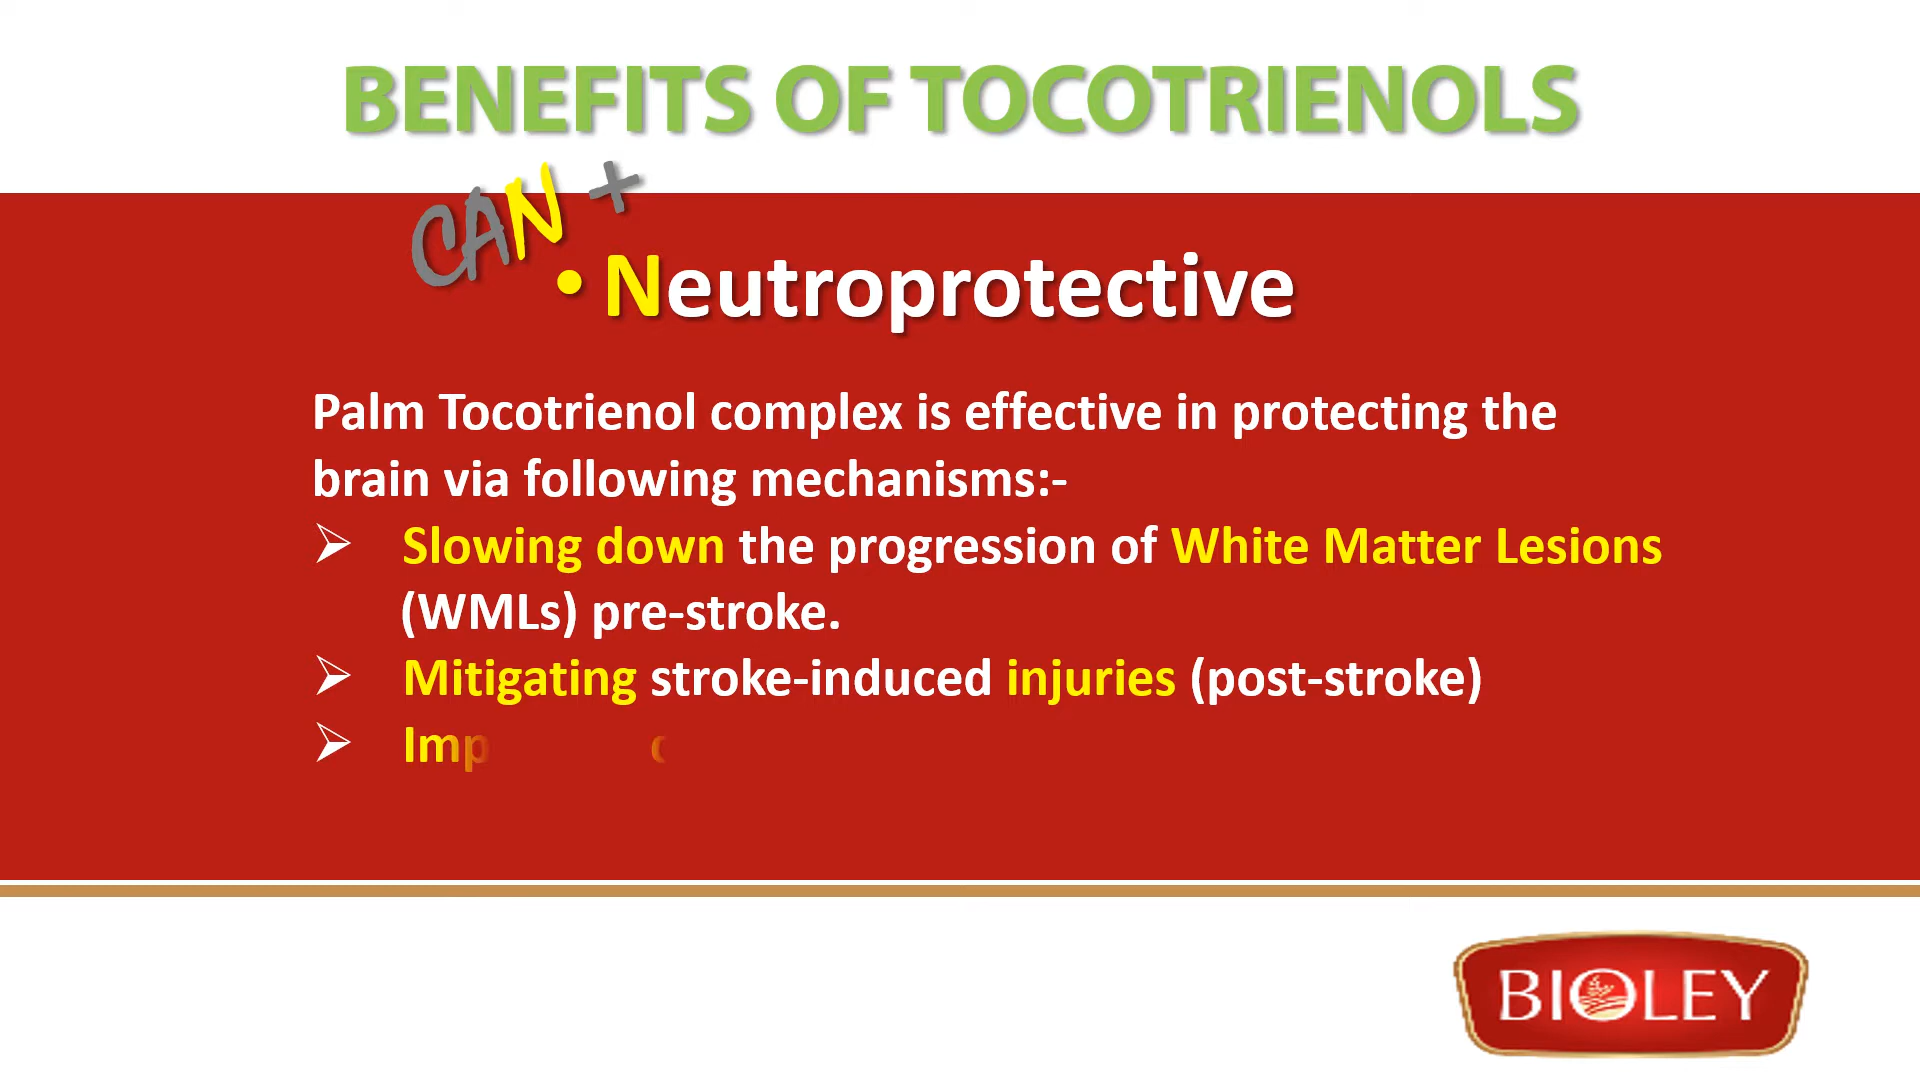 BENEFITS OF TOCOTRIENOLS
CAN +
• Neutroprotective
Palm Tocotrienol complex is effective in protecting the
brain via following mechanisms:-
➢ Slowing down the progression of White Matter Lesions
(WMLs) pre-stroke.
➢ Mitigating stroke-induced injuries (post-stroke)
➢
BIOLEY